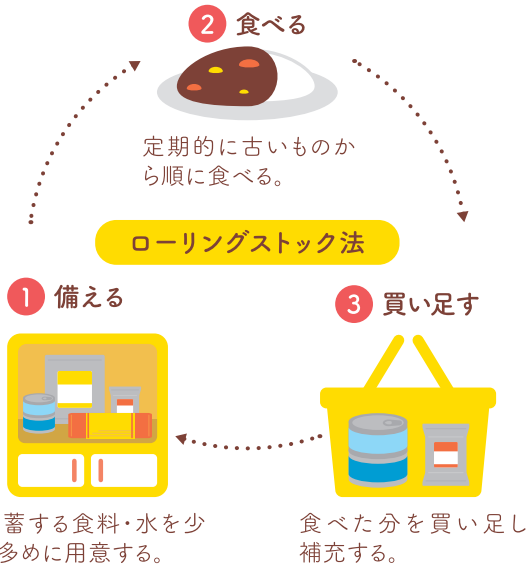 2 食べる
定期的に古いものか
ら順に食べる。
ローリングストック法
1 備える
蓄する食料・水を少
多めに用意する。
3 買い足す
食べた分を買い足し
補充する。